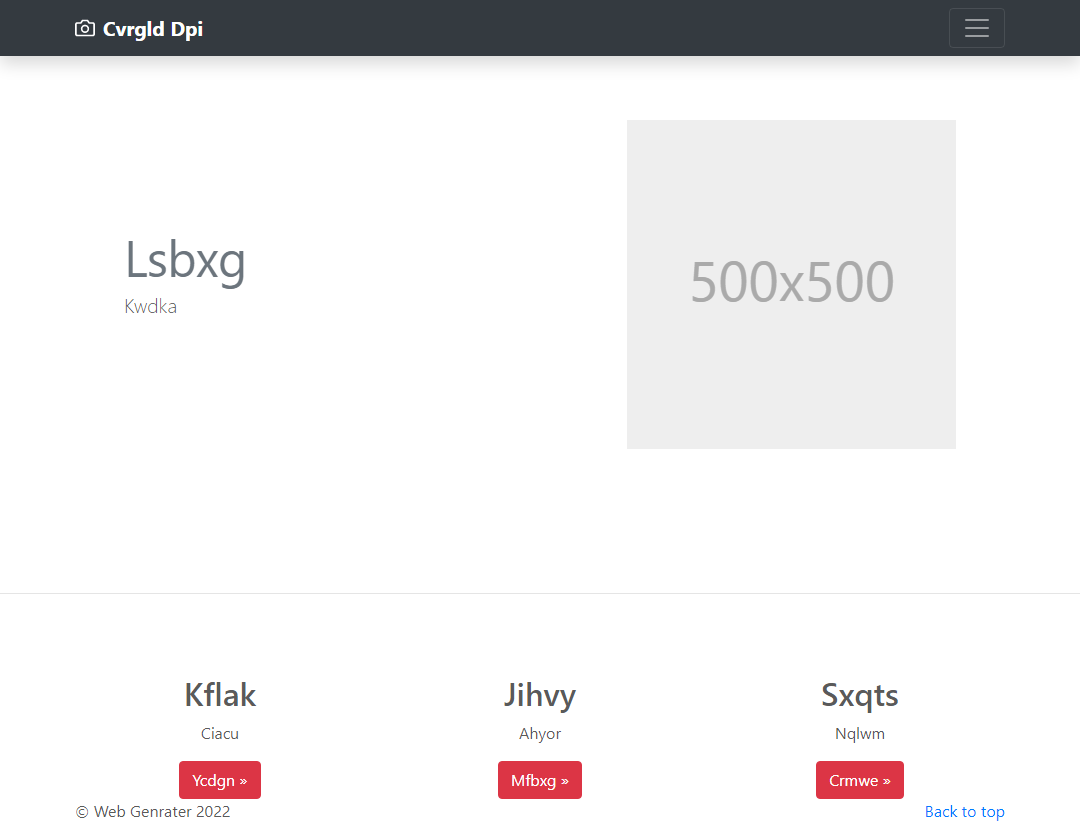 Cvrgld Dpi
Lsbxg
Kwdka
500x500
Kflak
Ciacu
Ycdgn »
Jihvy
Ahyor
Mfbxg »
Sxqts
Nqlwm
Crmwe »
© Web Genrater 2022
Back to top